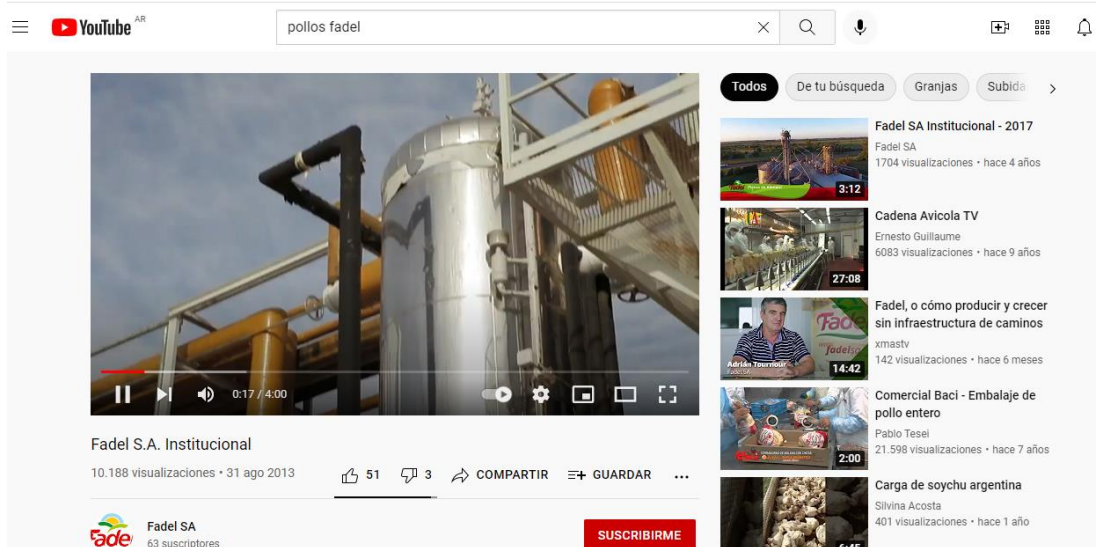 YouTube AR
pollos fadel
0:17 / 4:00
Fadel S.A. Institucional
10.188 visualizaciones • 31 ago 2013
51
3
COMPARTIR
GUARDAR
Fadel SA
63 suscriptores
SUSCRIBIRME
Todos
De tu búsqueda
Granjas
Subida
Fadel SA Institucional - 2017
Fadel SA
1704 visualizaciones • hace 4 años
3:12
Cadena Avicola TV
Ernesto Guillaume
6083 visualizaciones • hace 9 años
27:08
Fadel, o cómo producir y crecer
sin infraestructura de caminos
xmastv
142 visualizaciones • hace 6 meses
Adrián Tournour
Fadel SA
14:42
Comercial Baci - Embalaje de
pollo entero
Pablo Tesei
21.598 visualizaciones • hace 7 años
2:00
Carga de soychu argentina
Silvina Acosta
401 visualizaciones • hace 1 año
6:45